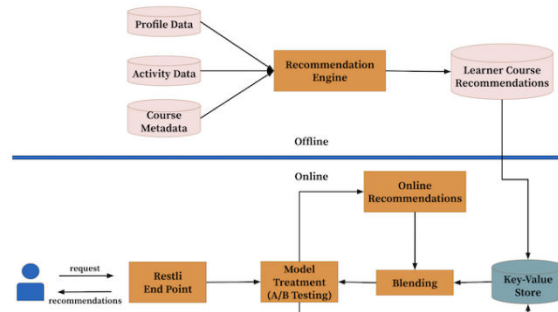 Profile Data
Activity Data
Course
Metadata
Recommendation
Engine
Learner Course
Recommendations
Offline
Online
Online
Recommendations
request
recommendations
Restli
End Point
Model
Treatment
(A/B Testing)
Blending
Key-Value
Store